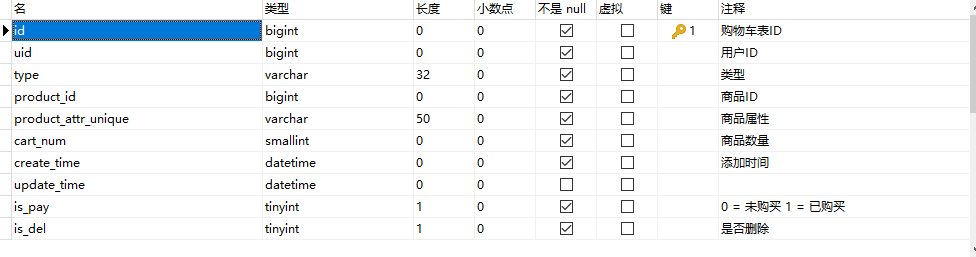 名 类型 长度 小数点 不是 null 虚拟 键 注释
id bigint 0 0 1 购物车表ID
uid bigint 0 0 用户ID
type varchar 32 0 类型
product_id bigint 0 0 商品ID
product_attr_unique varchar 50 0 商品属性
cart_num smallint 0 0 商品数量
create_time datetime 0 0 添加时间
update_time datetime 0 0
is_pay tinyint 1 0 0 = 未购买 1 = 已购买
is_del tinyint 1 0 是否删除